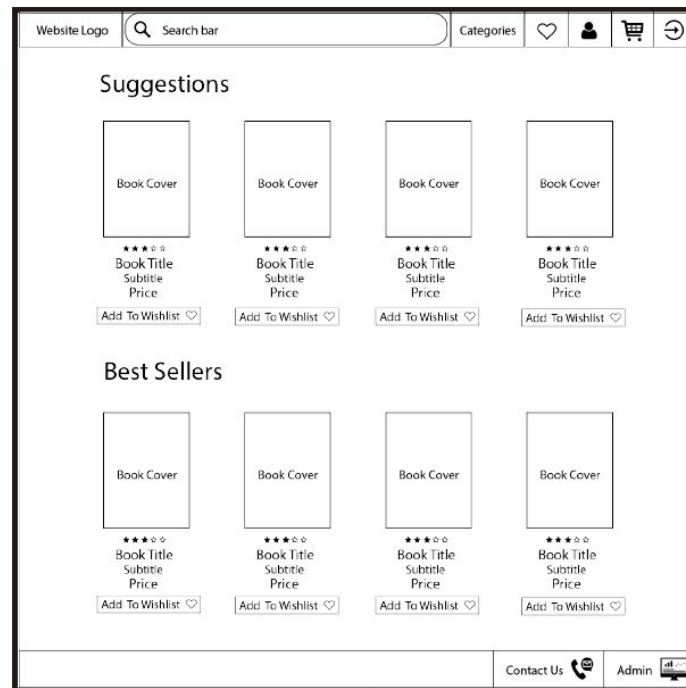 Website Logo Search bar Categories
Suggestions
Book Cover Book Cover Book Cover Book Cover
Book Title Book Title Book Title Book Title
Subtitle Subtitle Subtitle Subtitle
Price Price Price Price
Add To Wishlist Add To Wishlist Add To Wishlist Add To Wishlist
Best Sellers
Book Cover Book Cover Book Cover Book Cover
Book Title Book Title Book Title Book Title
Subtitle Subtitle Subtitle Subtitle
Price Price Price Price
Add To Wishlist Add To Wishlist Add To Wishlist Add To Wishlist
Contact Us Admin